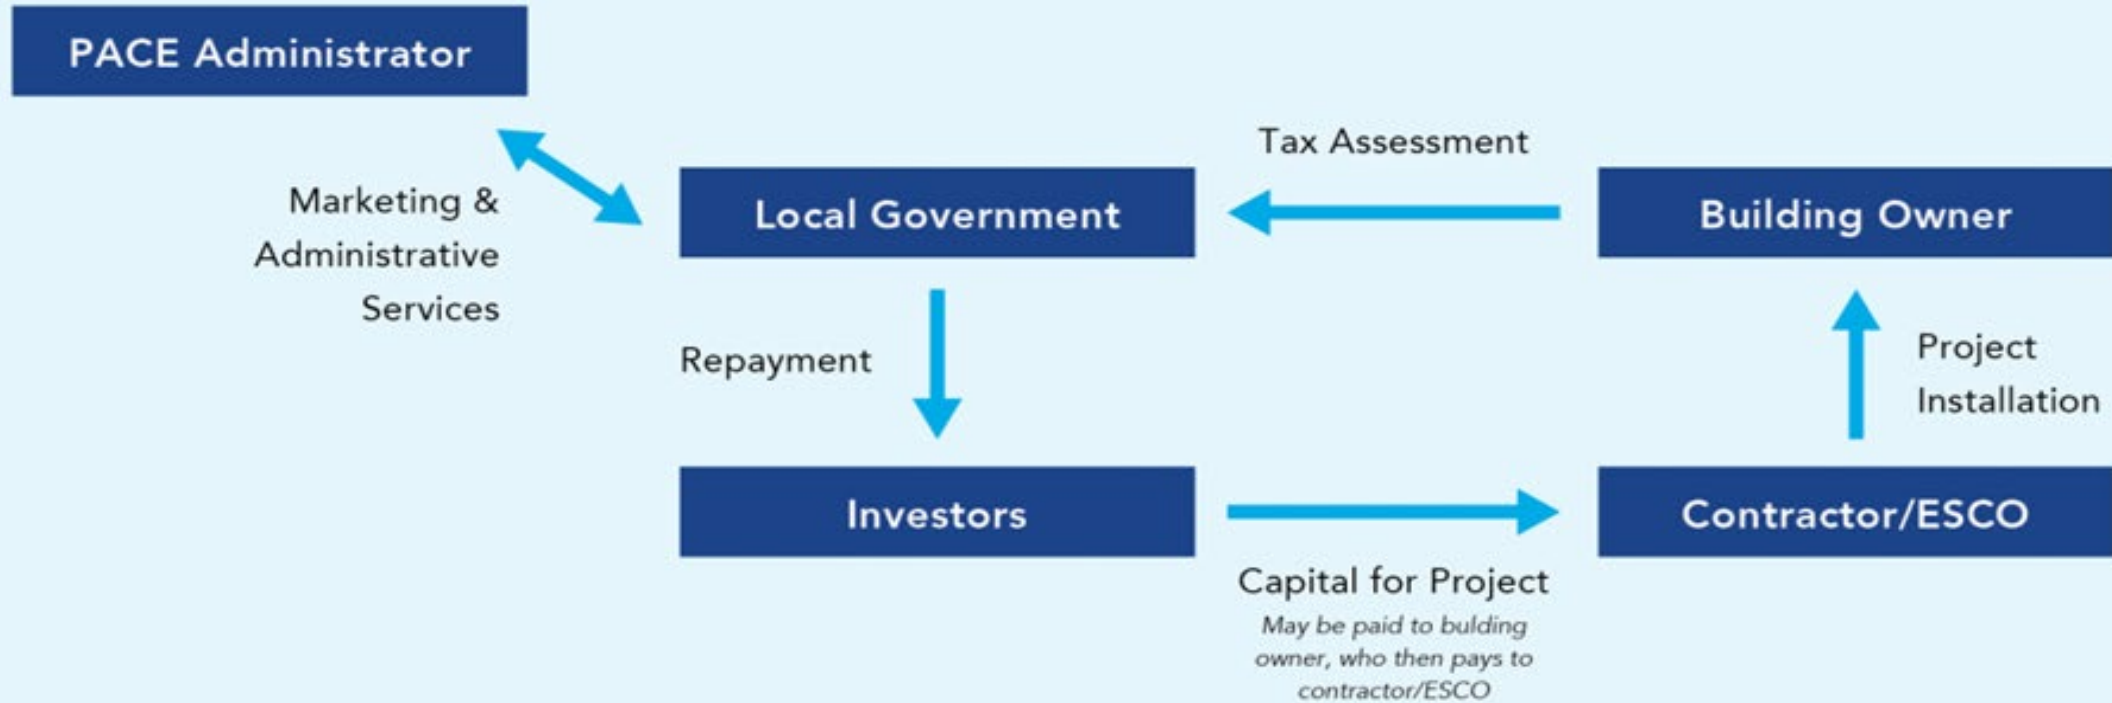 PACE Administrator
Marketing &
Administrative
Services
Local Government
Tax Assessment
Building Owner
Repayment
Project
Installation
Investors
Capital for Project
May be paid to bulding
owner, who then pays to
contractor/ESCO
Contractor/ESCO